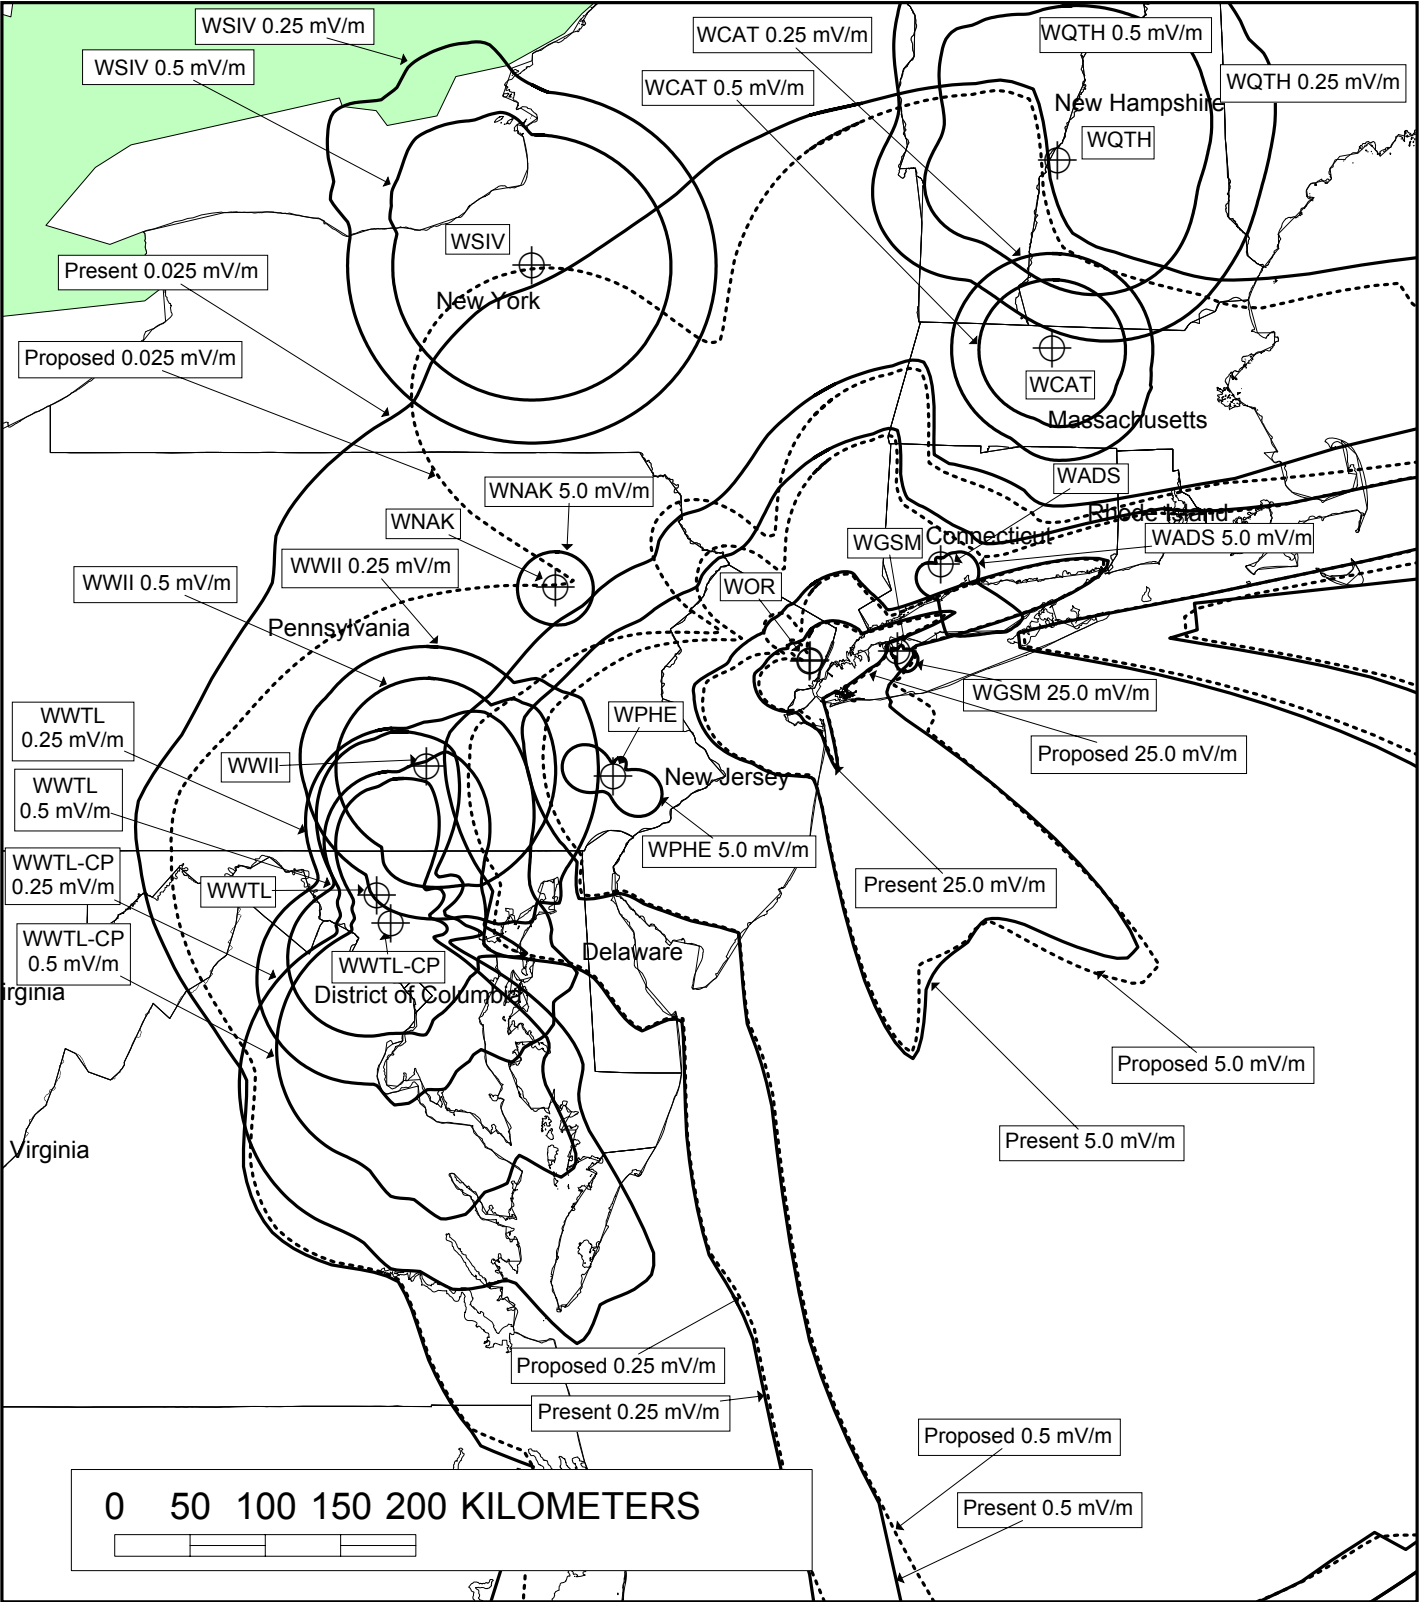 WSIV 0.25 mV/m
WCAT 0.25 mV/m
WQTH 0.5 mV/m
WSIV 0.5 mV/m
WCAT 0.5 mV/m
WQTH 0.25 mV/m
New Hampshire
WQTH
WSIV
Present 0.025 mV/m
New York
Proposed 0.025 mV/m
WCAT
Massachusetts
WADS
WNAK 5.0 mV/m
Rhode Island
WNAK
WGSM
Connecticut
WADS 5.0 mV/m
WWII 0.25 mV/m
WWII 0.5 mV/m
WOR
Pennsylvania
WGSM 25.0 mV/m
WWTL
0.25 mV/m
WPHE
Proposed 25.0 mV/m
WWII
New Jersey
WWTL
0.5 mV/m
WPHE 5.0 mV/m
WWTL-CP
0.25 mV/m
WWTL
Present 25.0 mV/m
WWTL-CP
0.5 mV/m
Delaware
WWTL-CP
irginia
District of Columbia
Proposed 5.0 mV/m
Present 5.0 mV/m
Virginia
Proposed 0.25 mV/m
Present 0.25 mV/m
Proposed 0.5 mV/m
Present 0.5 mV/m
0 50 100 150 200 KILOMETERS